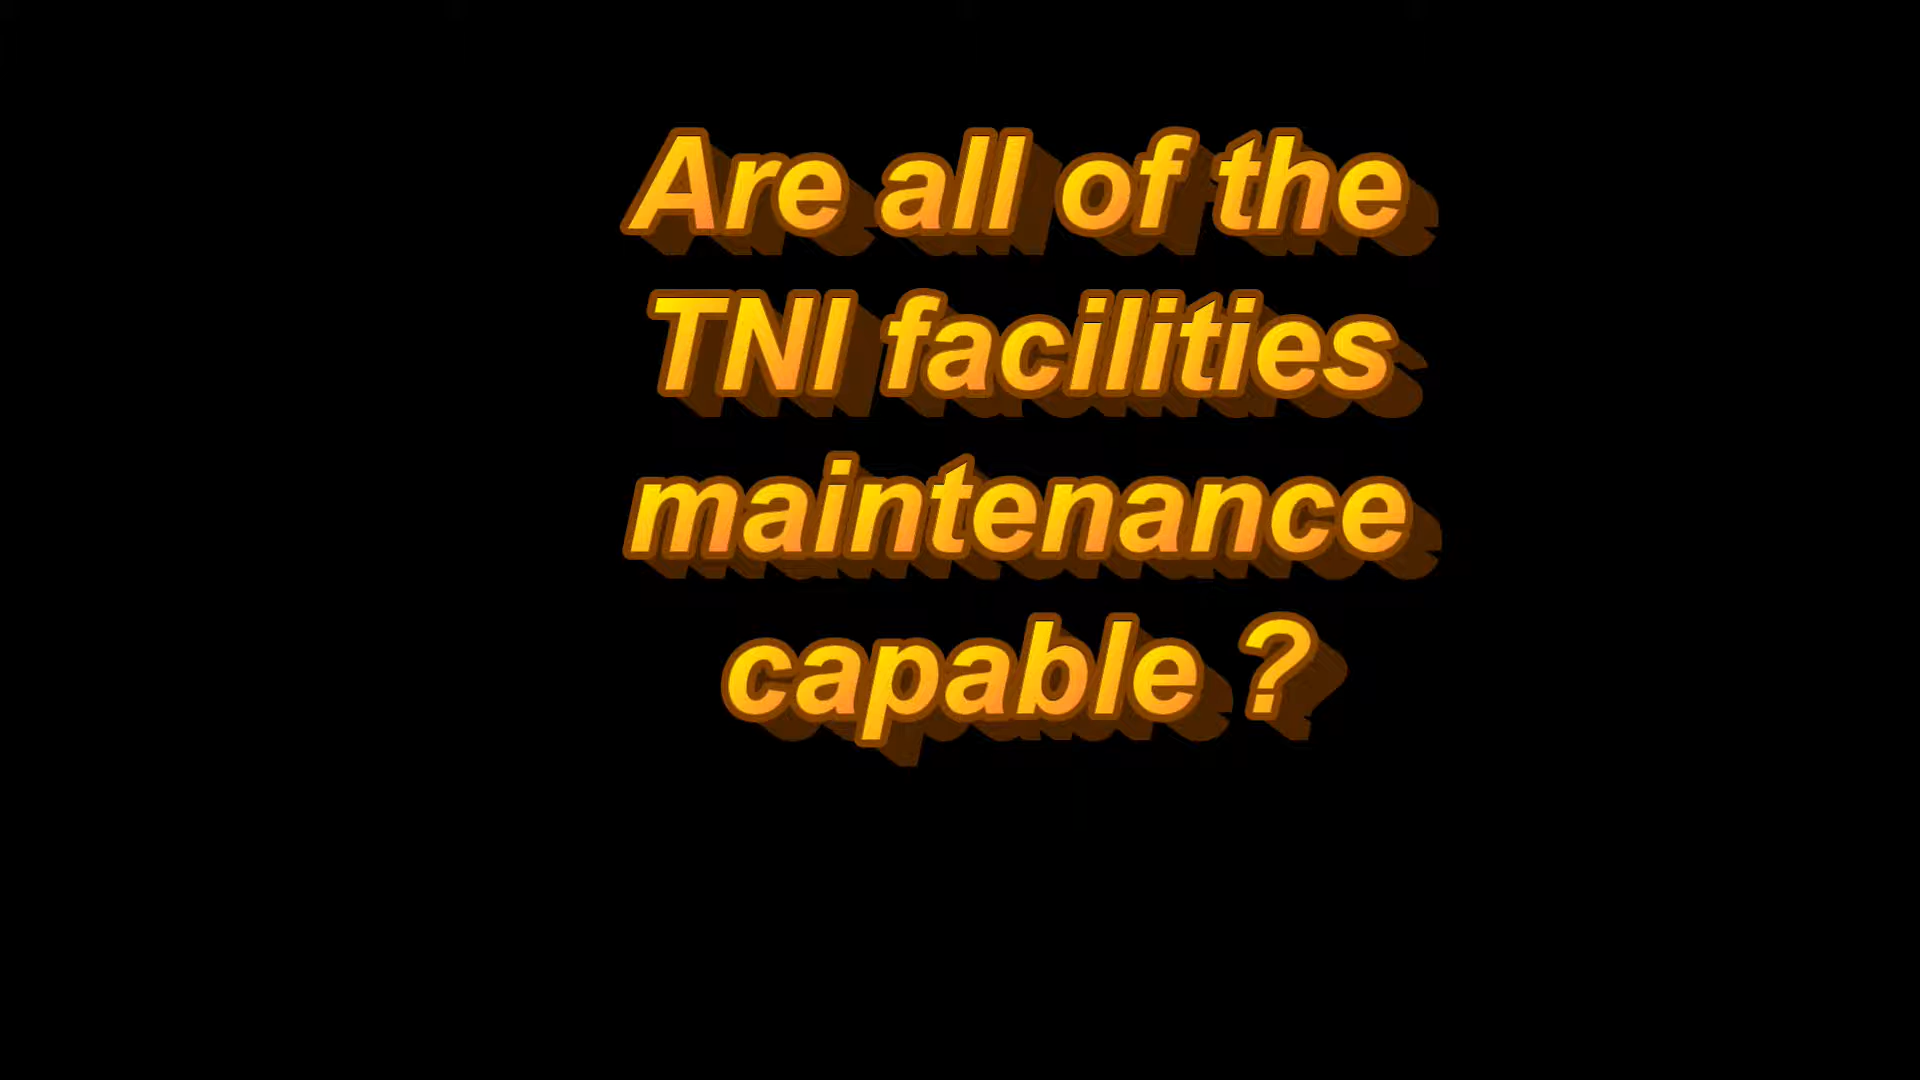 Are all of the
TNI facilities
maintenance
capable ?